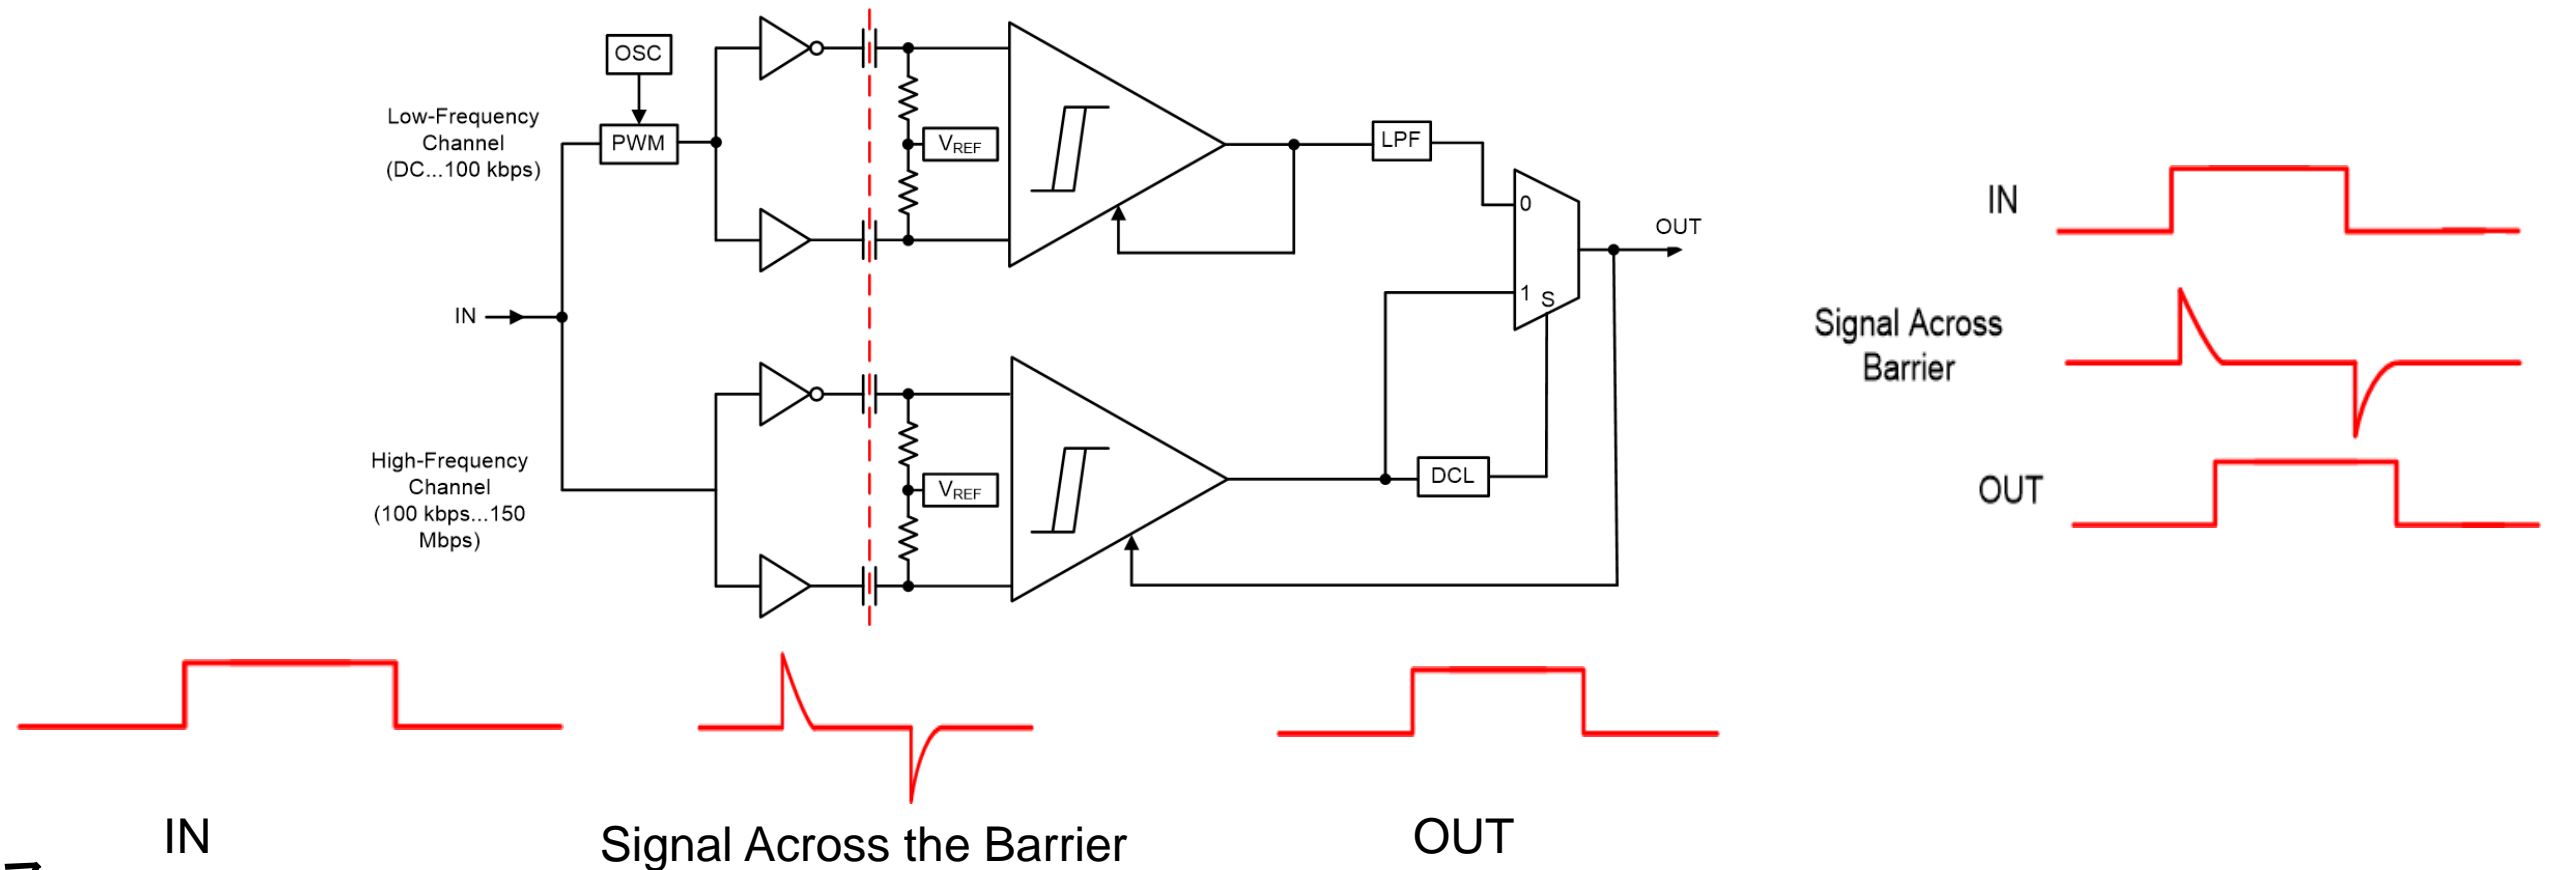 OSC
Low-Frequency
Channel
(DC...100 kbps)
PWM
VREF
LPF
0
1
S
OUT
IN
High-Frequency
Channel
(100 kbps...150
Mbps)
VREF
DCL
IN
Signal Across
Barrier
OUT
IN
Signal Across the Barrier
OUT